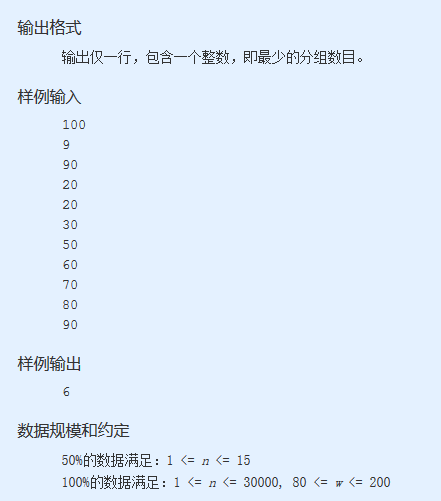 输出格式
输出仅一行，包含一个整数，即最少的分组数目。
样例输入
100
9
90
20
20
30
50
60
70
80
90
样例输出
6
数据规模和约定
50%的数据满足：1 <= n <= 15
100%的数据满足：1 <= n <= 30000, 80 <= w <= 200